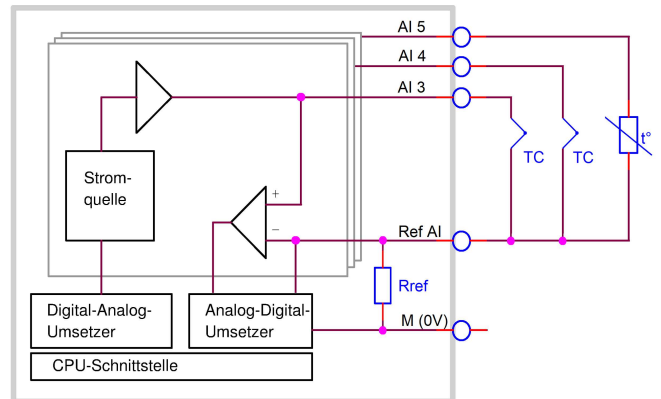 AI 5
AI 4
AI 3
Strom-
quelle
TC
TC
t°
+
−
Ref AI
Rref
Digital-Analog-
Umsetzer
Analog-Digital-
Umsetzer
M (0V)
CPU-Schnittstelle